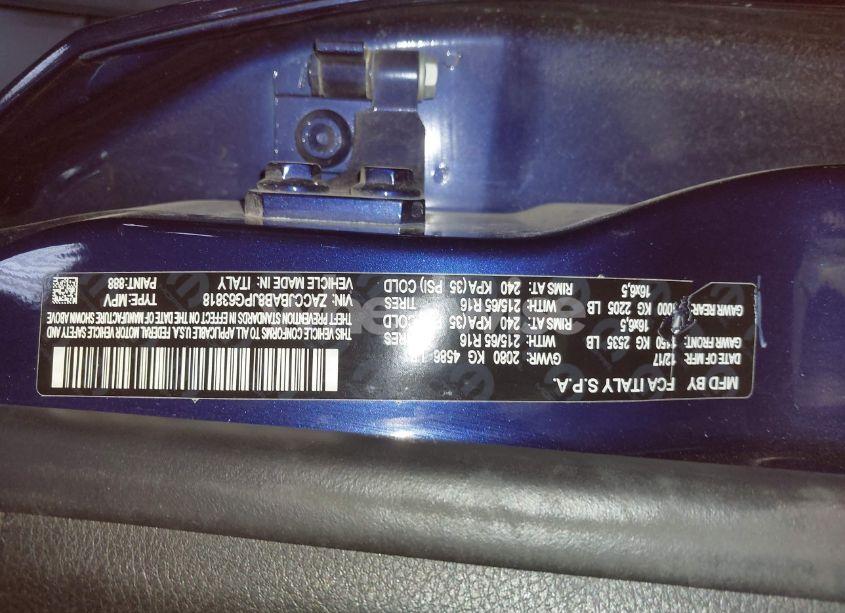 MFD BY FCA ITALY S.P.A. GVWR: 2080 KG 4586
DATE OF MFR: 12/17
GAWR FRONT: KG 2535 LB WITH: 215/65 R16 TIRES
16x6,5 RIMS AT: 240 KPA(35 PSI) COLD
GAWR REAR: 1000 KG 2205 LB WITH: 215/65 R16 TIRES
16x6,5 RIMS AT: 240 KPA(35 PSI) COLD
THIS VEHICLE CONFORMS TO ALL APPLICABLE U.S.A. FEDERAL MOTOR VEHICLE SAFETY AND
THEFT PREVENTION STANDARDS IN EFFECT ON THE DATE OF MANUFACTURE SHOWN ABOVE
VIN: ZACCJBAB8JPG63818 TYPE: MPV
VEHICLE MADE IN: ITALY PAINT: 888